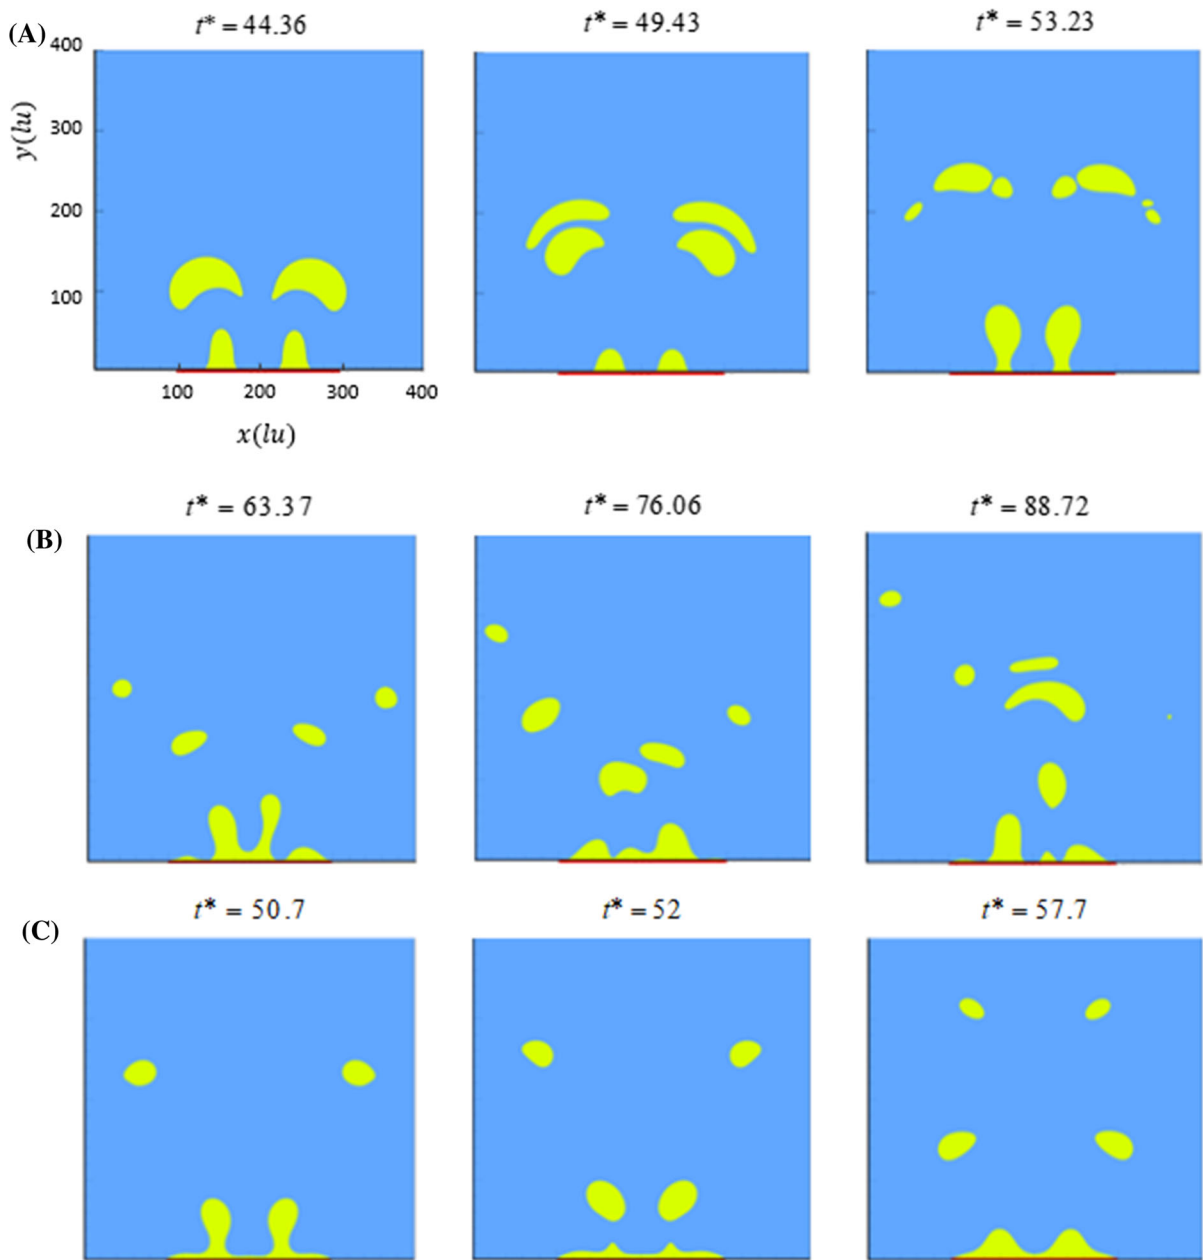 (A)
t* = 44.36
t* = 49.43
t* = 53.23
400
300
200
100
y(lu)
100 200 300 400
x(lu)
(B)
t* = 63.37
t* = 76.06
t* = 88.72
(C)
t* = 50.7
t* = 52
t* = 57.7